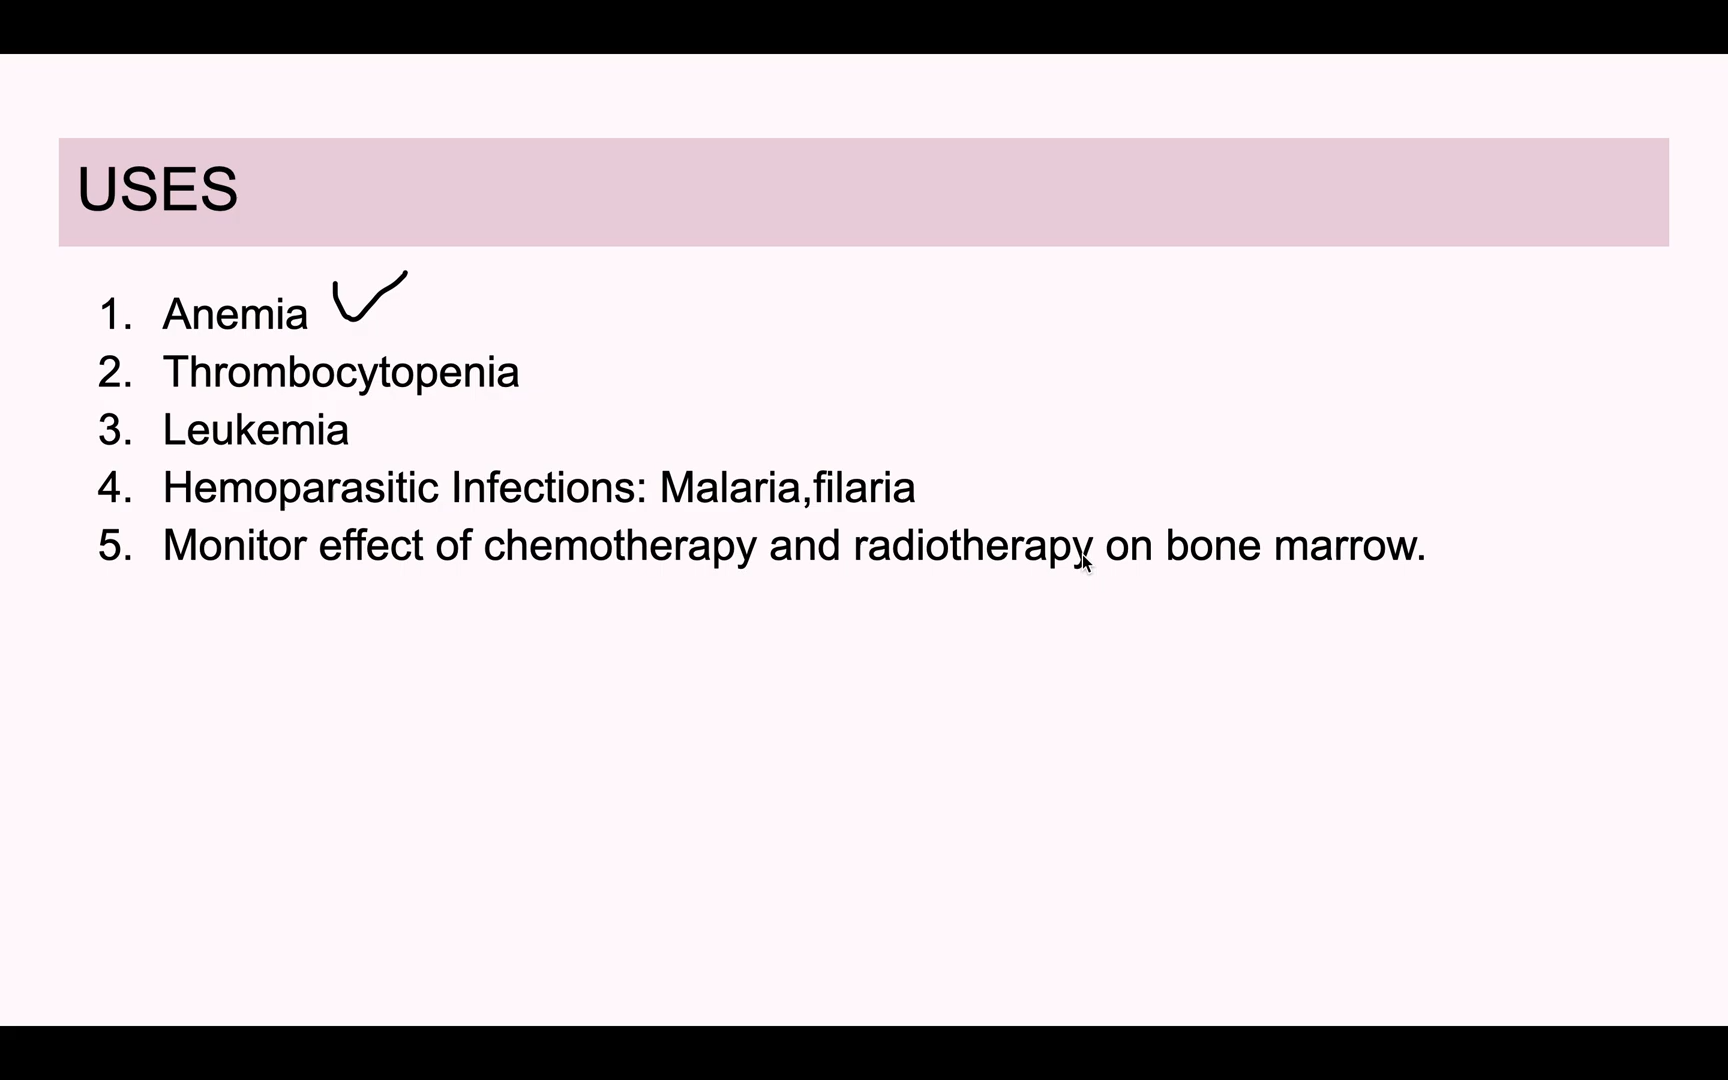 USES
1. Anemia
2. Thrombocytopenia
3. Leukemia
4. Hemoparasitic Infections: Malaria,filaria
5. Monitor effect of chemotherapy and radiotherapy on bone marrow.